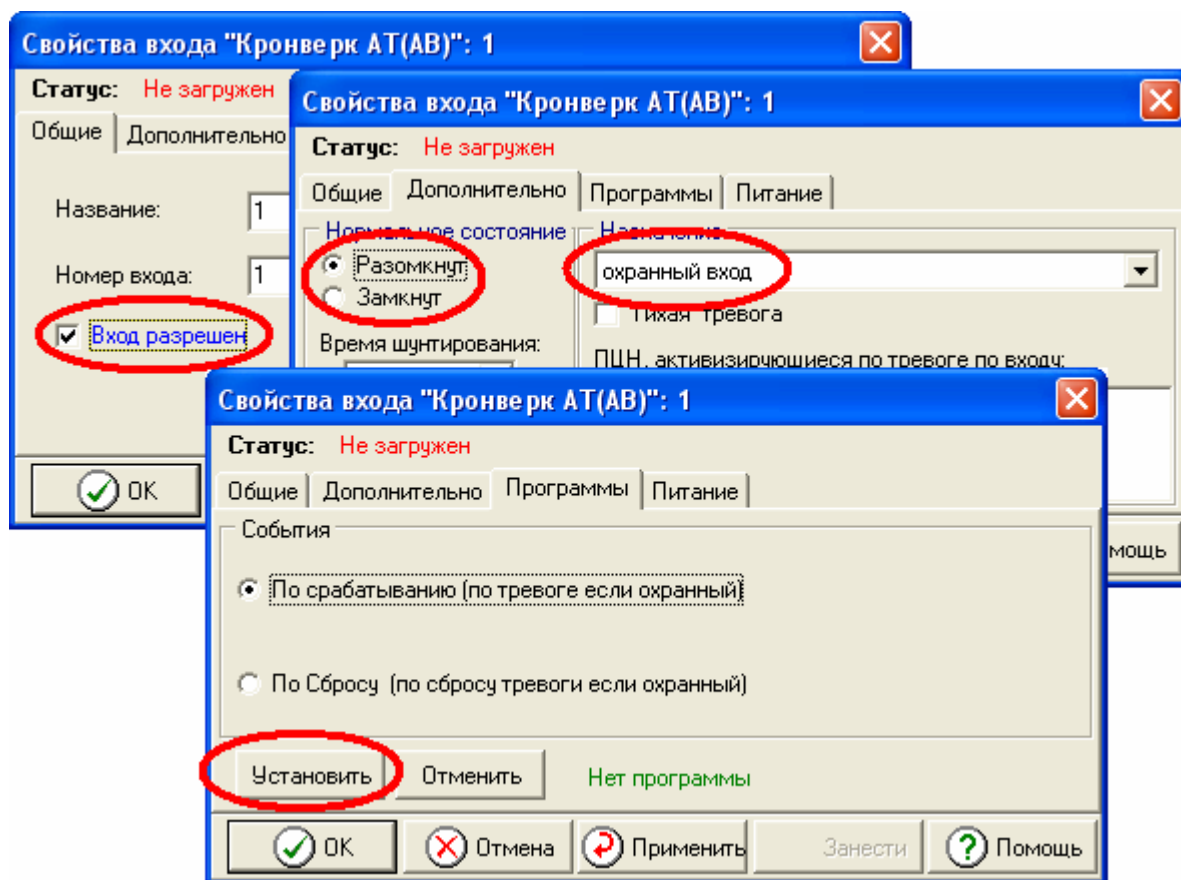 Свойства входа "Кронверк АТ(АВ)": 1
Статус: Не загружен
Общие Дополнительно
Название: 1
Номер входа: 1
Вход разрешен
OK
Свойства входа "Кронверк АТ(АВ)": 1
Статус: Не загружен
Общие Дополнительно Программы Питание
Нормальное состояние Назначение
Разомкнут
Замкнут
охранный вход
Тихая тревога
Время шунтирования:
ПЦН, активизирующиеся по тревоге по входу:
мощь
Свойства входа "Кронверк АТ(АВ)": 1
Статус: Не загружен
Общие Дополнительно Программы Питание
События
По срабатыванию (по тревоге если охранный)
По Сбросу (по сбросу тревоги если охранный)
Установить Отменить Нет программы
OK Отмена Применить Занести Помощь